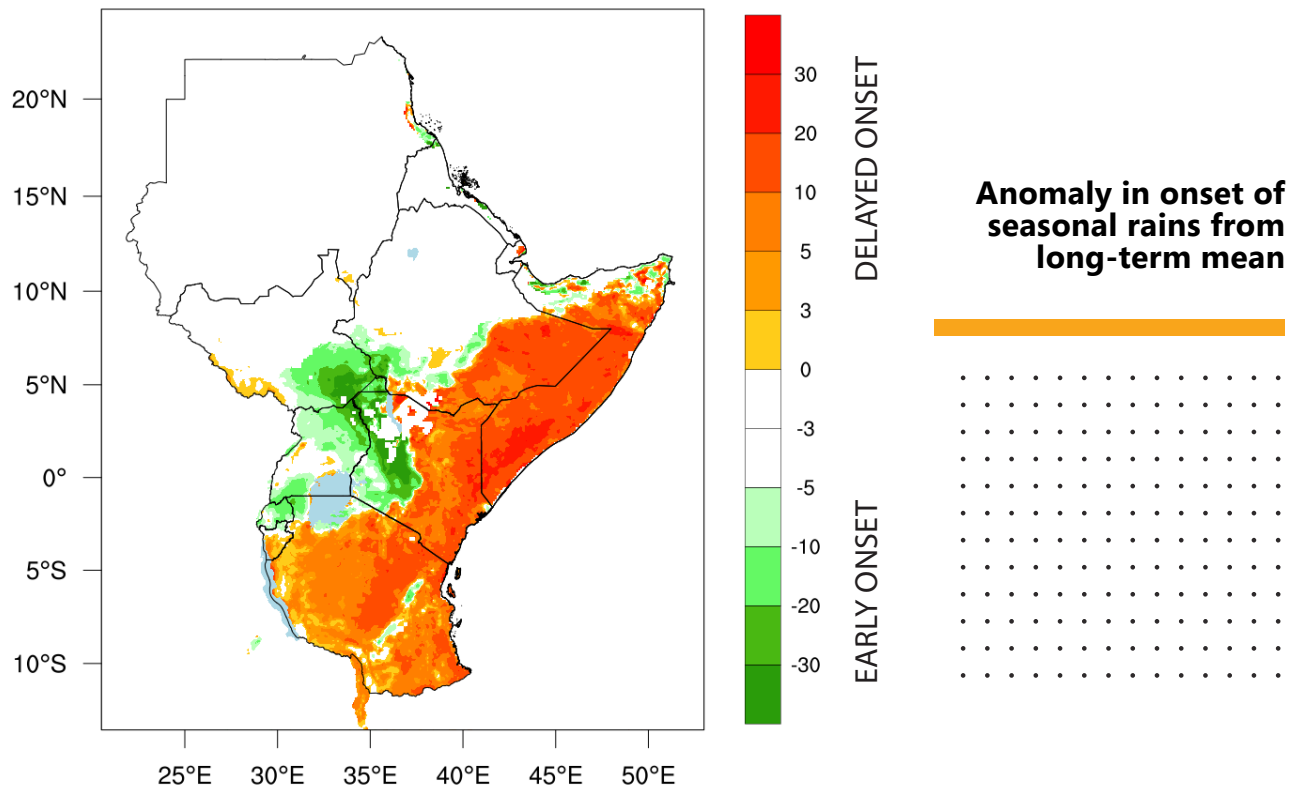 20°N
15°N
10°N
5°N
0°
5°S
10°S
25°E
30°E
35°E
40°E
45°E
50°E
30
20
10
5
3
0
-3
-5
-10
-20
-30
DELAYED ONSET
EARLY ONSET
Anomaly in onset of
seasonal rains from
long-term mean